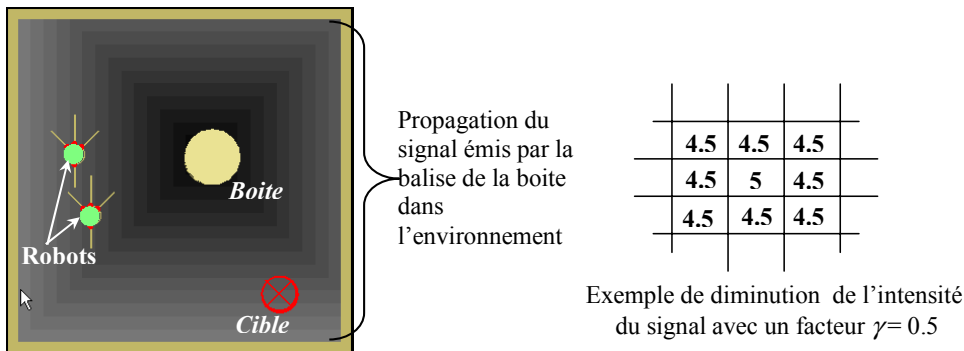 Boite
Robots
Cible
Propagation du
signal émis par la
balise de la boite
dans
l'environnement
4.5 4.5 4.5
4.5 5 4.5
4.5 4.5 4.5
Exemple de diminution de l'intensité
du signal avec un facteur γ = 0.5